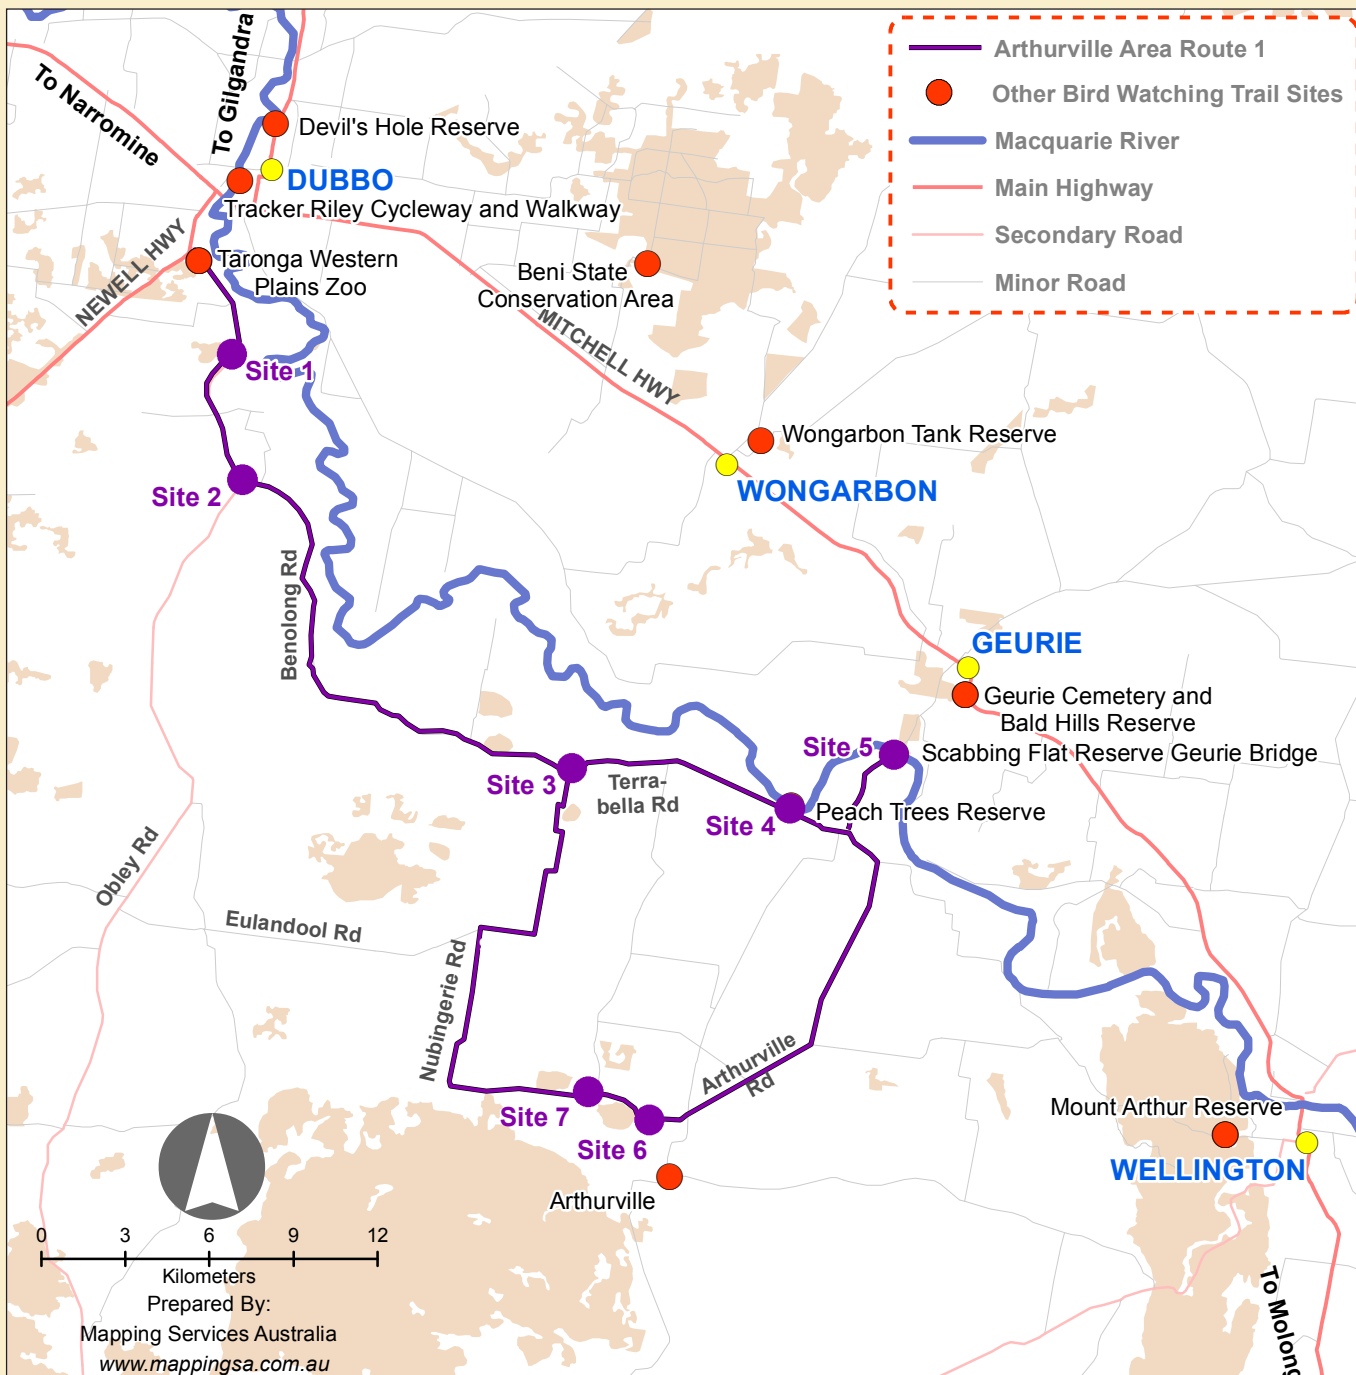 Arthurville Area Route 1
Other Bird Watching Trail Sites
Macquarie River
Main Highway
Secondary Road
Minor Road
To Gilgandra
To Narromine
Devil's Hole Reserve
DUBBO
Tracker Riley Cycleway and Walkway
NEWELL HWY
Taronga Western
Plains Zoo
Beni State
Conservation Area
MITCHELL HWY
Site 1
Wongarbon Tank Reserve
WONGARBON
Site 2
Benolong Rd
GEURIE
Geurie Cemetery and
Bald Hills Reserve
Site 5
Scabbing Flat Reserve Geurie Bridge
Site 3
Terra-
bella Rd
Site 4
Peach Trees Reserve
Obley Rd
Eulandool Rd
Nubingerie Rd
Arthurville
Rd
Site 7
Site 6
Mount Arthur Reserve
WELLINGTON
Arthurville
To Molong
0 3 6 9 12
Kilometers
Prepared By:
Mapping Services Australia
www.mappingsa.com.au